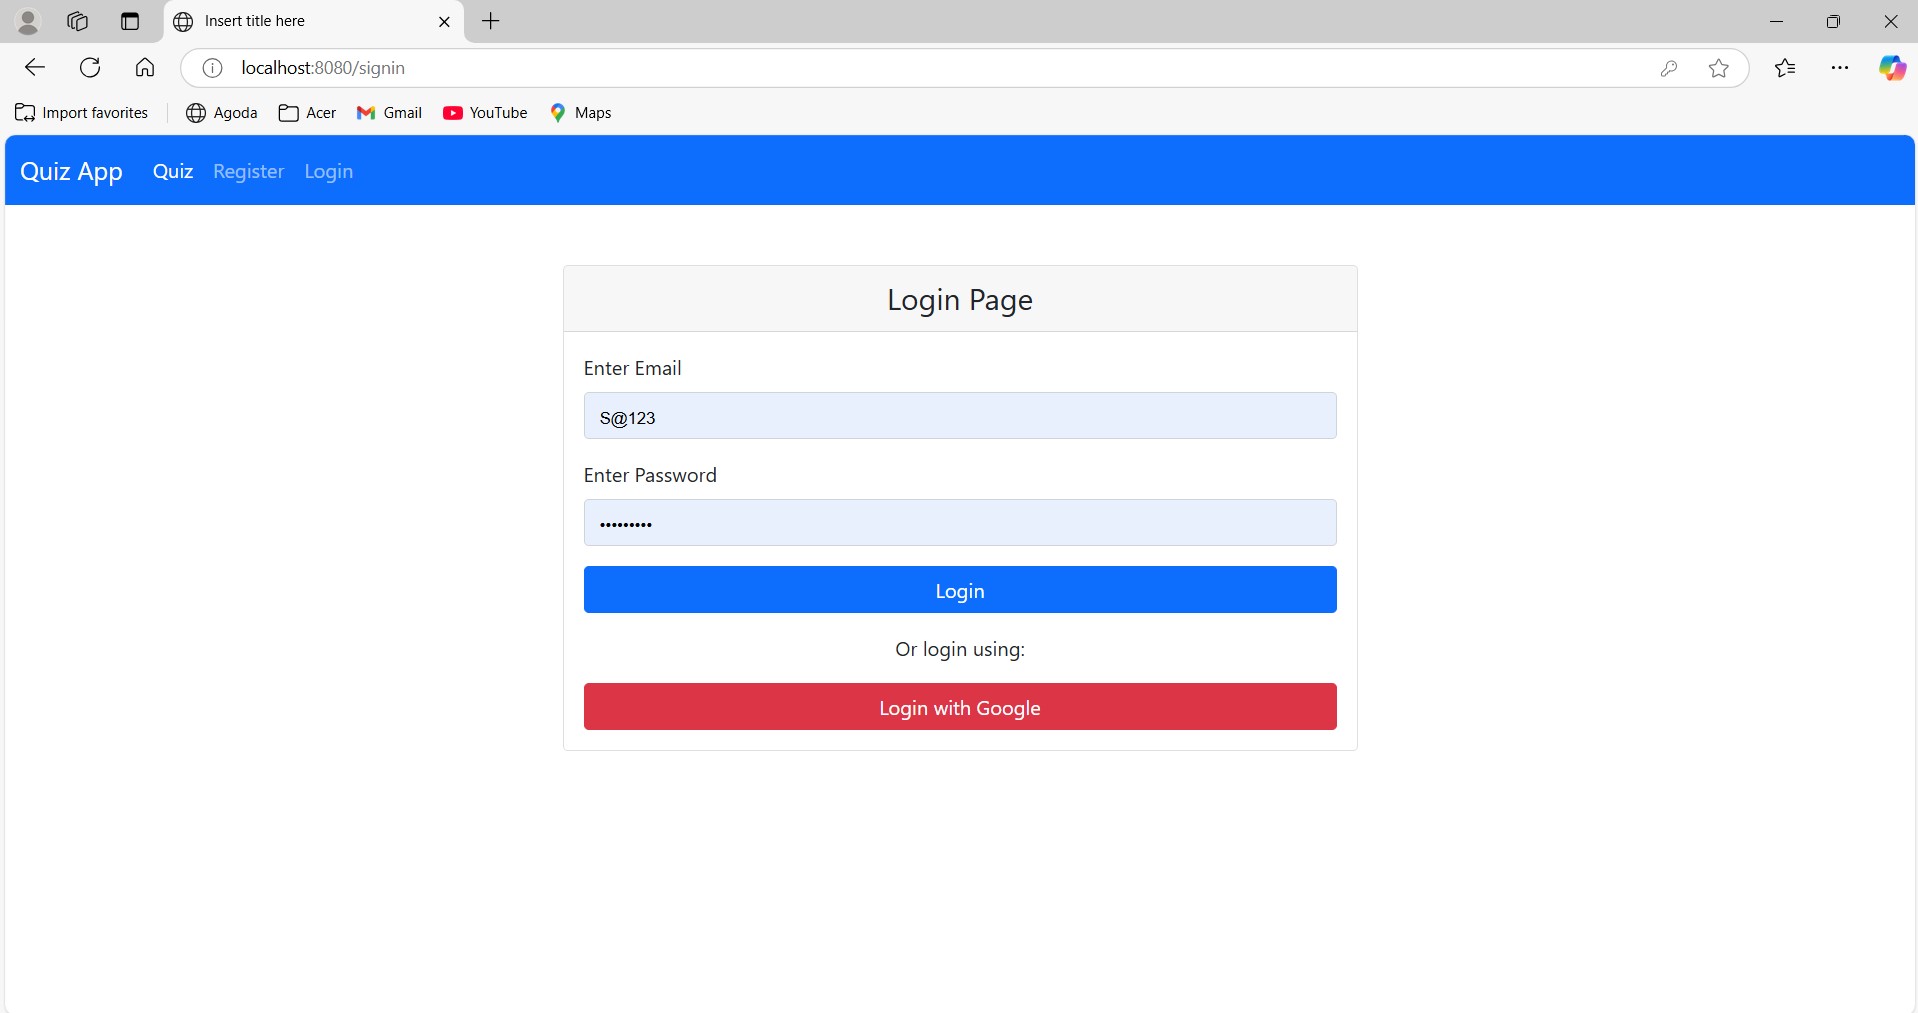 Insert title here
localhost:8080/signin
Import favorites Agoda Acer Gmail YouTube Maps
Quiz App Quiz Register Login
Login Page
Enter Email
S@123
Enter Password
•••••••••
Login
Or login using:
Login with Google